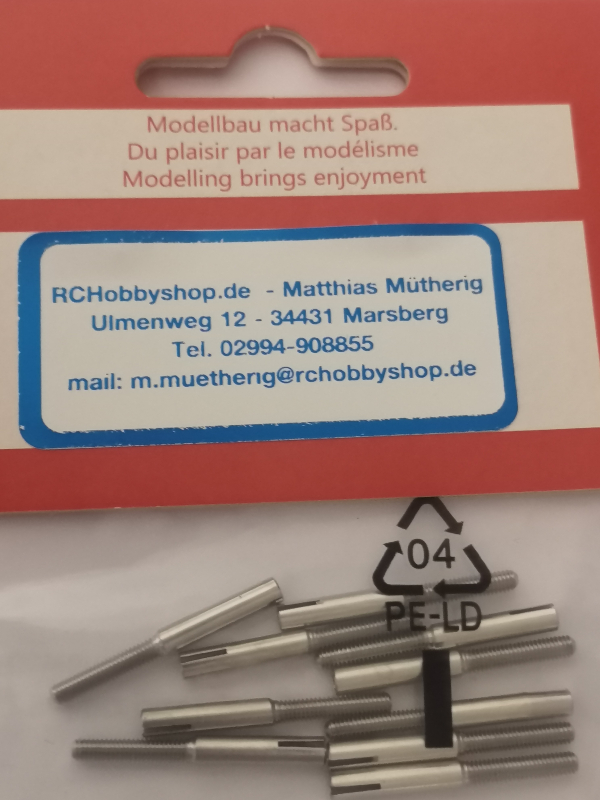 Modellbau macht Spaß.
Du plaisir par le modélisme
Modelling brings enjoyment
RCHobbyshop.de - Matthias Mütherig
Ulmenweg 12 - 34431 Marsberg
Tel. 02994-908855
mail: m.muetherig@rchobbyshop.de
04
PE-LD